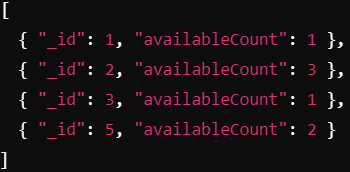 [
{ "_id": 1, "availableCount": 1 },
{ "_id": 2, "availableCount": 3 },
{ "_id": 3, "availableCount": 1 },
{ "_id": 5, "availableCount": 2 }
]